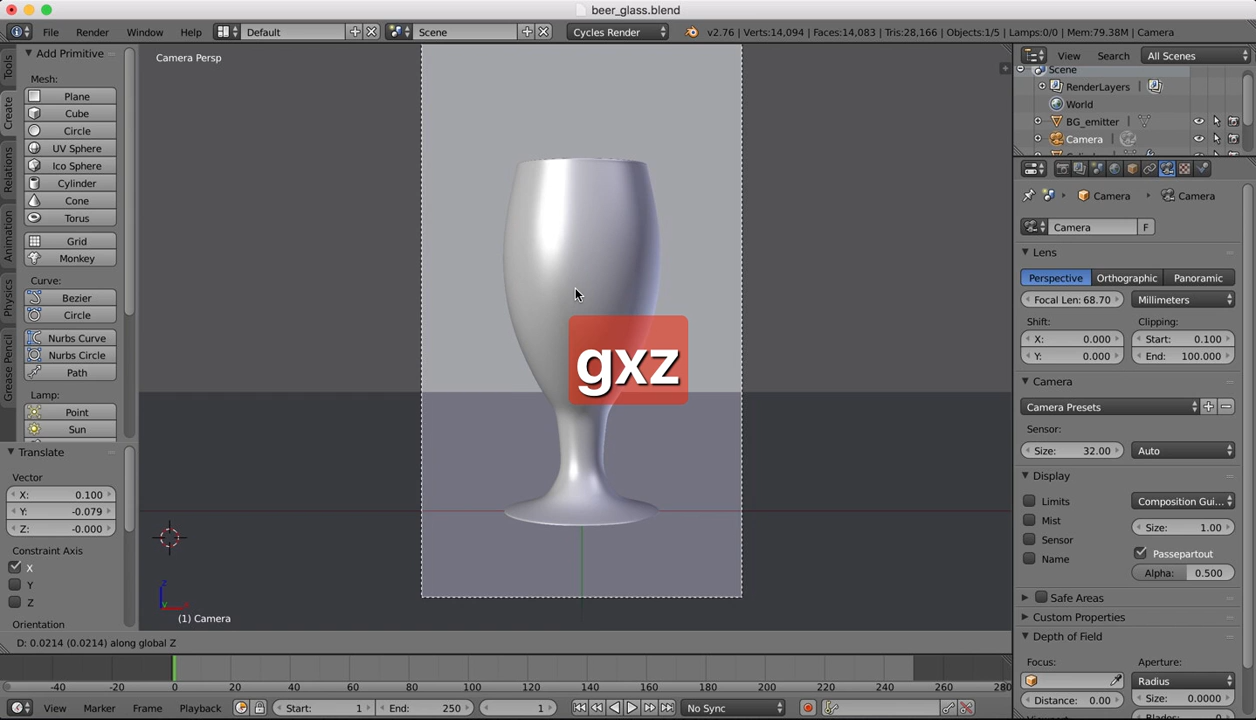 beer_glass.blend
File Render Window Help Default Scene Cycles Render v2.76 | Verts:14,094 | Faces:14,083 | Tris:28,166 | Objects:1/5 | Lamps:0/0 | Mem:79.38M | Camera
Tools
Create
Relations
Animation
Physics
Grease Pencil
Add Primitive
Mesh:
Plane
Cube
Circle
UV Sphere
Ico Sphere
Cylinder
Cone
Torus
Grid
Monkey
Curve:
Bezier
Circle
Nurbs Curve
Nurbs Circle
Path
Lamp:
Point
Sun
Translate
Vector
X: 0.100
Y: -0.079
Z: -0.000
Constraint Axis
X
Y
Z
Orientation
Camera Persp
gxz
z
(1) Camera
D: 0.0214 (0.0214) along global Z
View Search All Scenes
Scene
RenderLayers
World
BG_emitter
Camera
Camera Camera
Camera F
Lens
Perspective Orthographic Panoramic
Focal Len: 68.70 Millimeters
Shift: Clipping:
X: 0.000 Start: 0.100
Y: 0.000 End: 100.000
Camera
Camera Presets
Sensor:
Size: 32.00 Auto
Display
Limits Composition Gui...
Mist Size: 1.00
Sensor Passepartout
Name Alpha: 0.500
Safe Areas
Custom Properties
Depth of Field
Focus: Aperture:
Radius
Distance: 0.00 Size: 0.0000
-40 -20 0 20 40 60 80 100 120 140 160 180 200 220 240 260 280
View Marker Frame Playback Start: 1 End: 250 1 No Sync